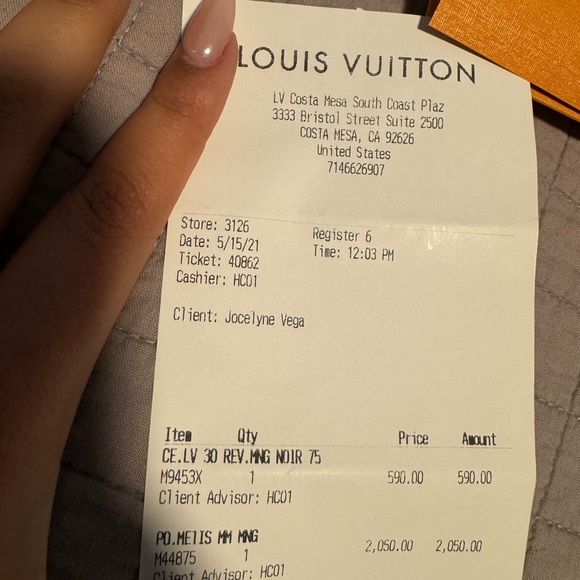 LOUIS VUITTON
LV Costa Mesa South Coast Plaz
3333 Bristol Street Suite 2500
COSTA MESA, CA 92626
United States
7146626907
Store: 3126 Register 6
Date: 5/15/21 Time: 12:03 PM
Ticket: 40862
Cashier: HC01
Client: Jocelyne Vega
Item Qty Price Amount
CE.LV 30 REV.MNG NOIR 75
M9453X 1 590.00 590.00
Client Advisor: HC01
PO.METIS MM MNG
M44875 1 2,050.00 2,050.00
Client Advisor: HC01